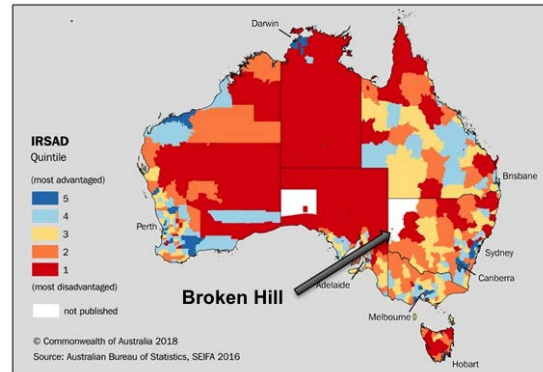 Darwin
IRSAD
Quintile
(most advantaged)
5
4
3
2
1
(most disadvantaged)
not published
Perth
Brisbane
Sydney
Canberra
Adelaide
Broken Hill
Melbourne
Hobart
© Commonwealth of Australia 2018
Source: Australian Bureau of Statistics, SEIFA 2016